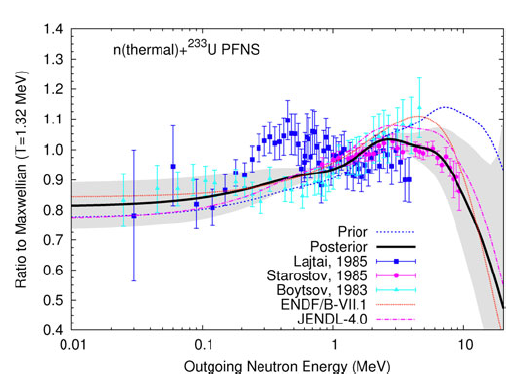 1.4
1.3
1.2
1.1
1.0
0.9
0.8
0.7
0.6
0.5
0.4
Ratio to Maxwellian (T=1.32 MeV)
n(thermal)+²³³U PFNS
Prior
Posterior
Lajtai, 1985
Starostov, 1985
Boytsov, 1983
ENDF/B-VII.1
JENDL-4.0
0.01 0.1 1 10
Outgoing Neutron Energy (MeV)